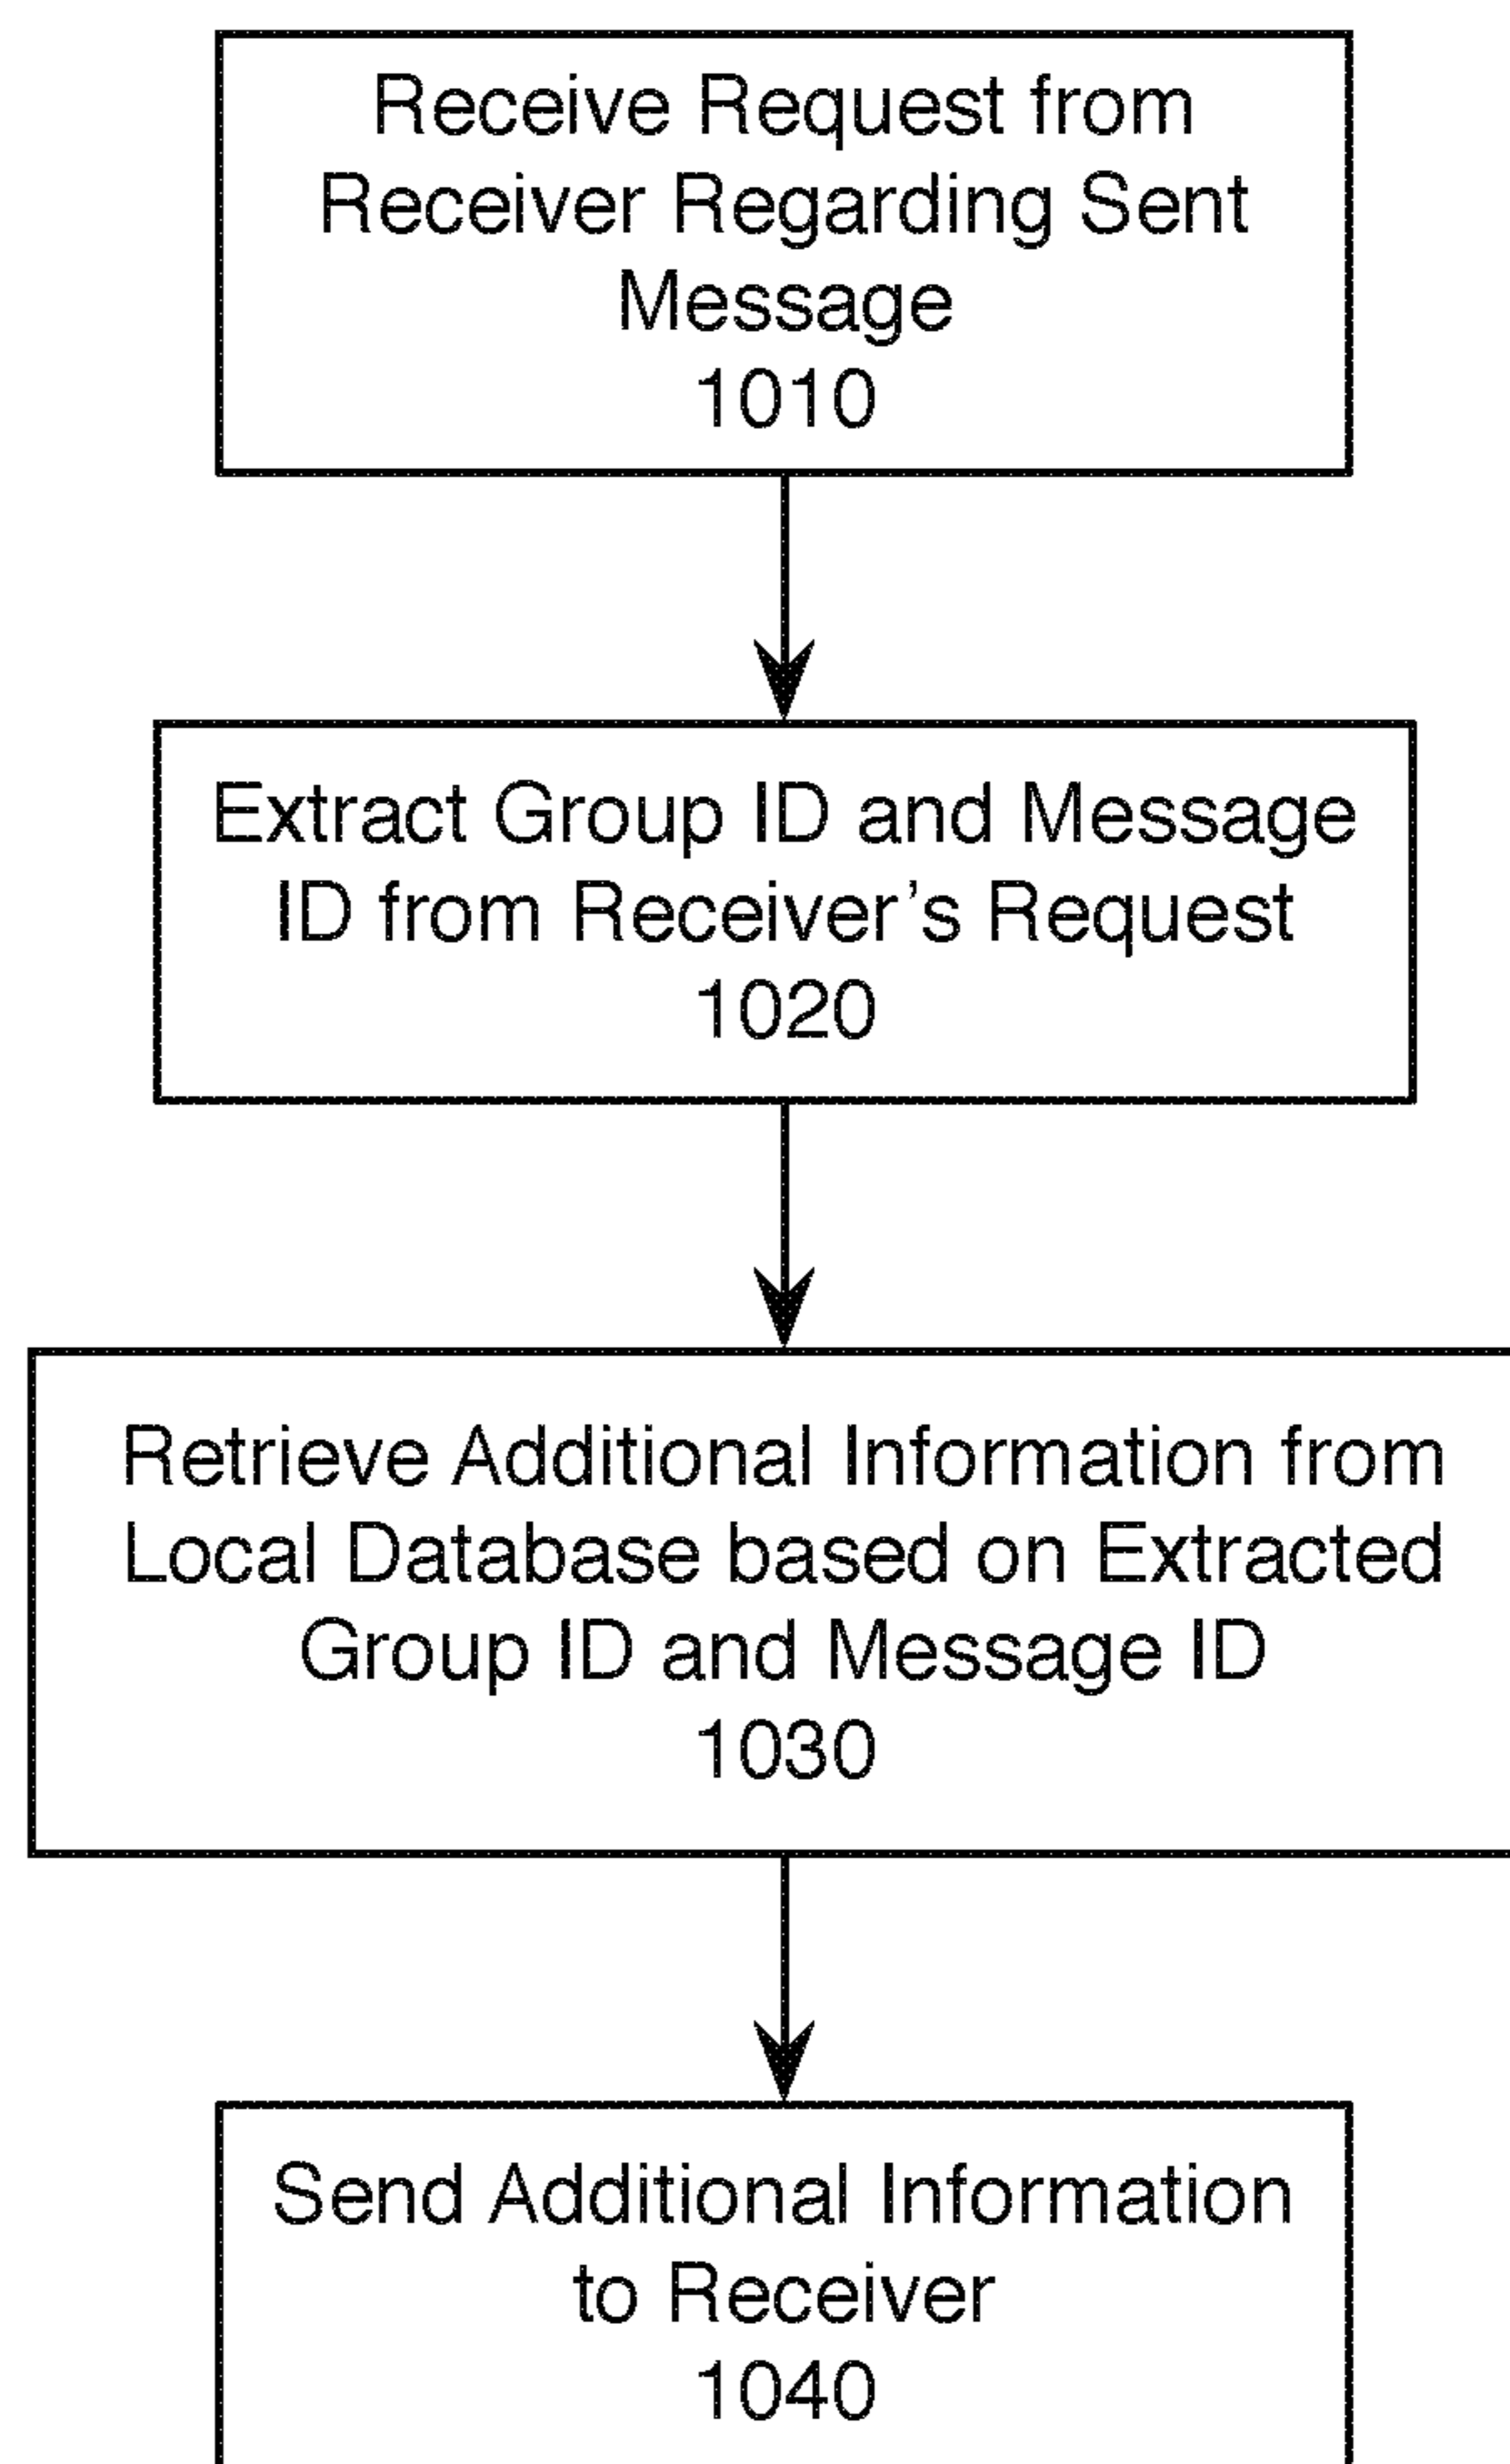 Receive Request from
Receiver Regarding Sent
Message
1010
Extract Group ID and Message
ID from Receiver’s Request
1020
Retrieve Additional Information from
Local Database based on Extracted
Group ID and Message ID
1030
Send Additional Information
to Receiver
1040